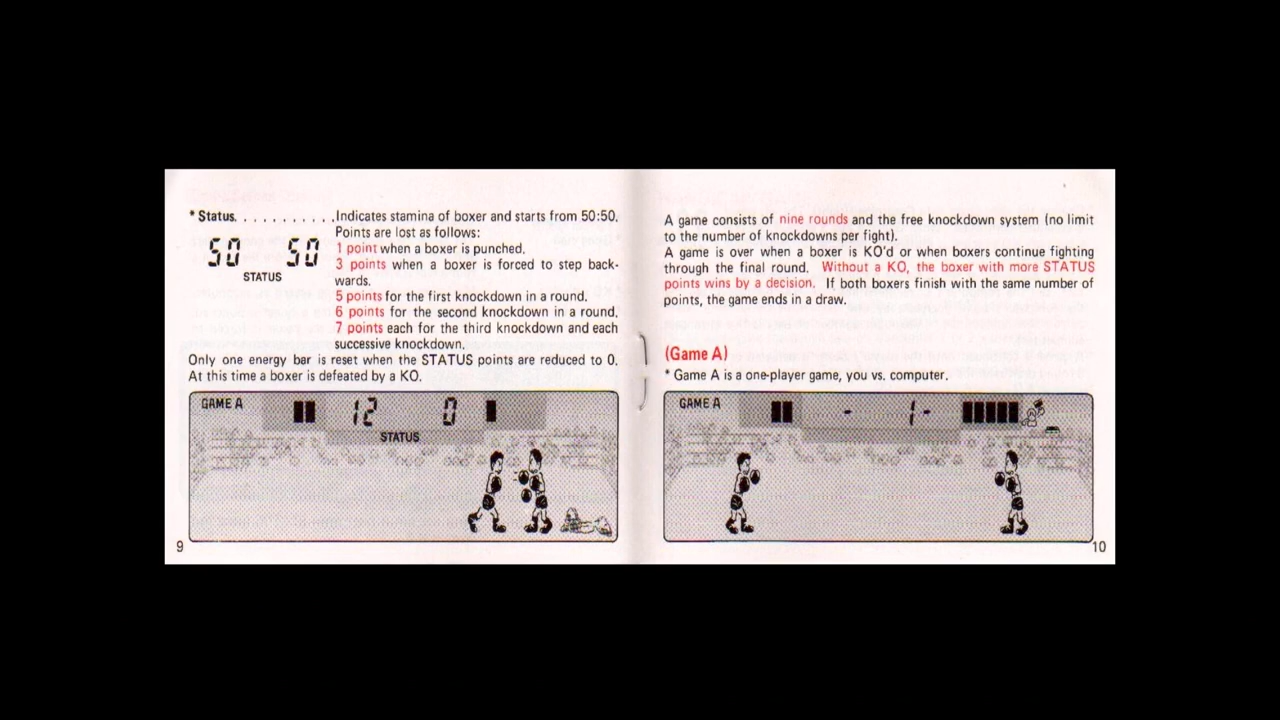 * Status. . . . . . . . . . .Indicates stamina of boxer and starts from 50:50.
Points are lost as follows:
50 50
STATUS
1 point when a boxer is punched.
3 points when a boxer is forced to step back-
wards.
5 points for the first knockdown in a round.
6 points for the second knockdown in a round.
7 points each for the third knockdown and each
successive knockdown.
Only one energy bar is reset when the STATUS points are reduced to 0.
At this time a boxer is defeated by a KO.
GAME A 12 0
STATUS
9
A game consists of nine rounds and the free knockdown system (no limit
to the number of knockdowns per fight).
A game is over when a boxer is KO'd or when boxers continue fighting
through the final round. Without a KO, the boxer with more STATUS
points wins by a decision. If both boxers finish with the same number of
points, the game ends in a draw.
(Game A)
* Game A is a one-player game, you vs. computer.
GAME A - 1-
10